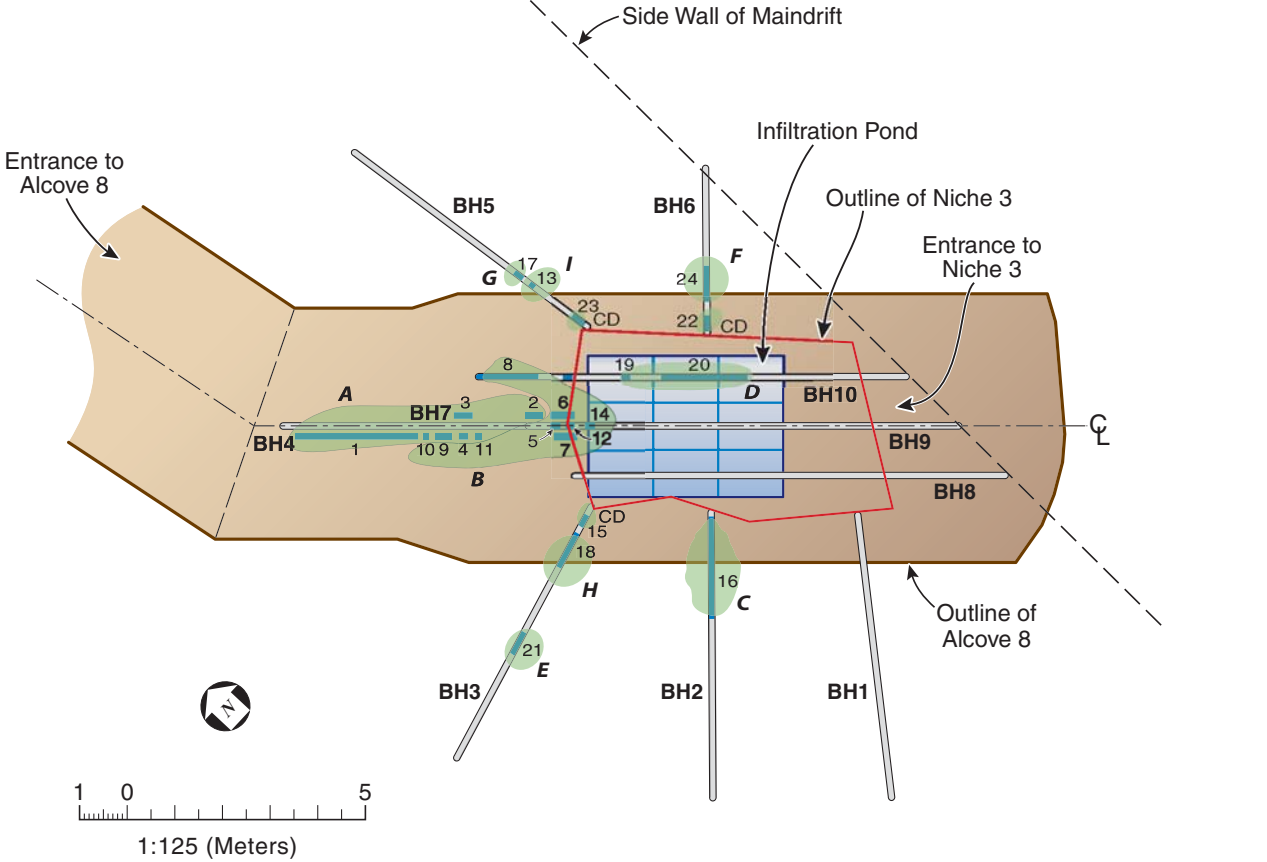 Side Wall of Maindrift
Infiltration Pond
Entrance to
Alcove 8
Outline of Niche 3
BH5
BH6
Entrance to
Niche 3
17
I
F
G
13
24
23
CD
22
CD
8
19
20
D
BH10
A
3
BH7
2
6
14
BH4
1
10
9
4
11
5
12
7
BH9
CL
B
BH8
CD
15
18
H
16
C
Outline of
Alcove 8
21
E
BH3
BH2
BH1
N
1
0
5
1:125 (Meters)